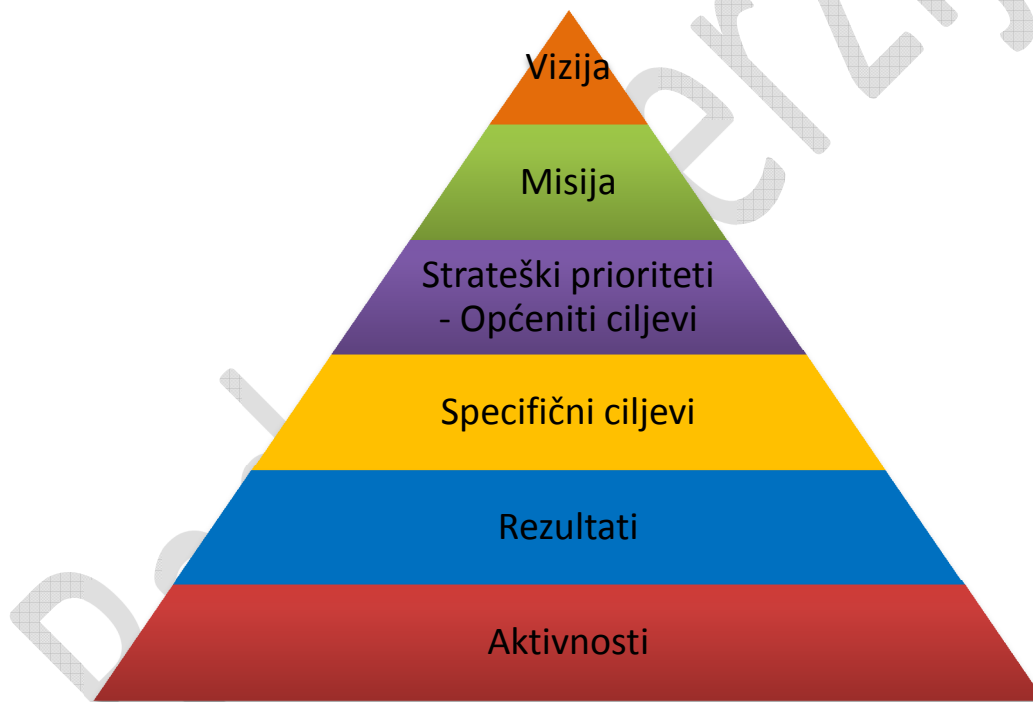 Vizija
Misija
Strateški prioriteti
- Općeniti ciljevi
Specifični ciljevi
Rezultati
Aktivnosti